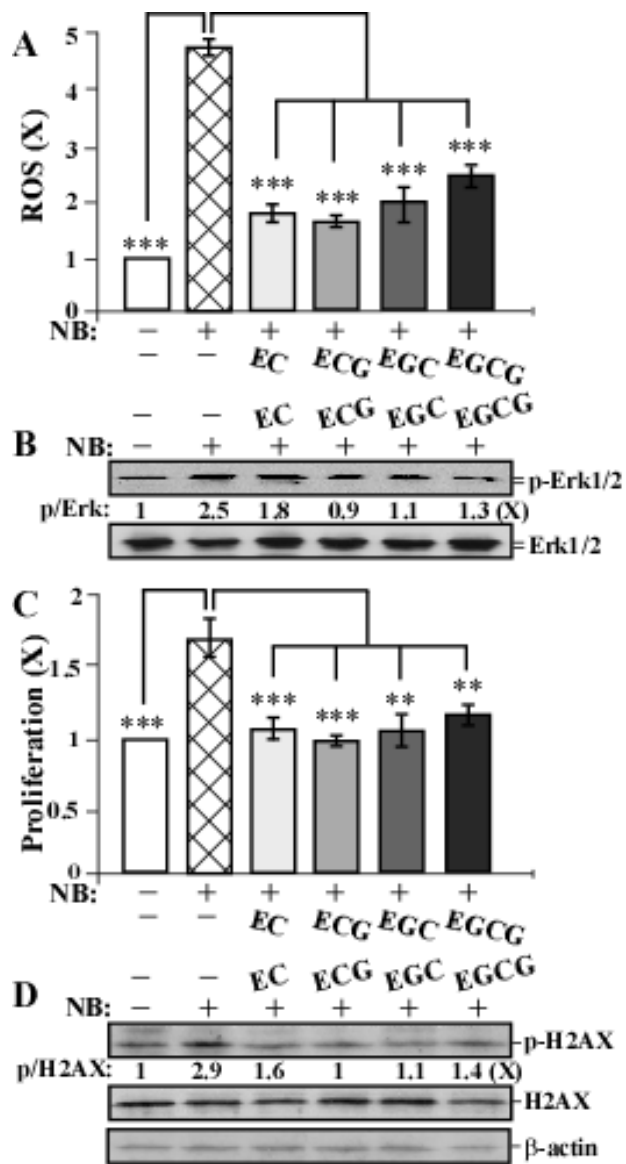 A
ROS (X)
5
4
3
2
1
0
***
***
***
***
***
NB: − + + + + +
− − EC ECG EGC EGCG
B
− − EC ECG EGC EGCG
NB: − + + + + +
p-Erk1/2
p/Erk: 1 2.5 1.8 0.9 1.1 1.3 (X)
Erk1/2
C
Proliferation (X)
2
1.5
1
0.5
0
***
***
***
**
**
NB: − + + + + +
− − EC ECG EGC EGCG
D
− − EC ECG EGC EGCG
NB: − + + + + +
p-H2AX
p/H2AX: 1 2.9 1.6 1 1.1 1.4 (X)
H2AX
β-actin